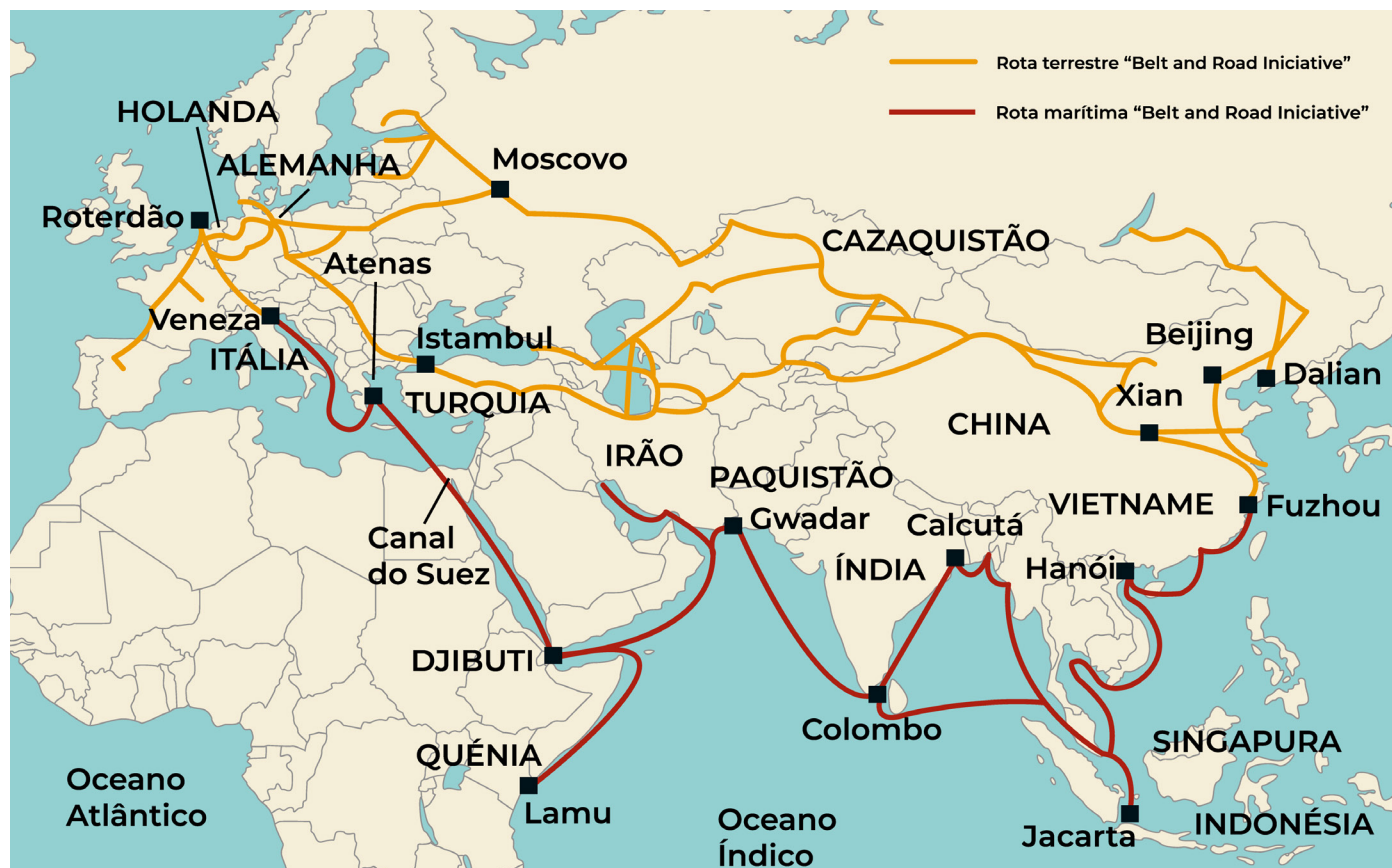 Rota terrestre “Belt and Road Iniciative”
Rota marítima “Belt and Road Iniciative”
HOLANDA
ALEMANHA
Moscovo
Roterdão
CAZAQUISTÃO
Atenas
Veneza
Istambul
Beijing
ITÁLIA
Dalian
TURQUIA
Xian
CHINA
IRÃO
PAQUISTÃO
VIETNAME
Fuzhou
Gwadar
Calcutá
Canal
do Suez
ÍNDIA
Hanói
DJIBUTI
Colombo
QUÉNIA
SINGAPURA
Oceano
Atlântico
Lamu
Oceano
Índico
Jacarta
INDONÉSIA